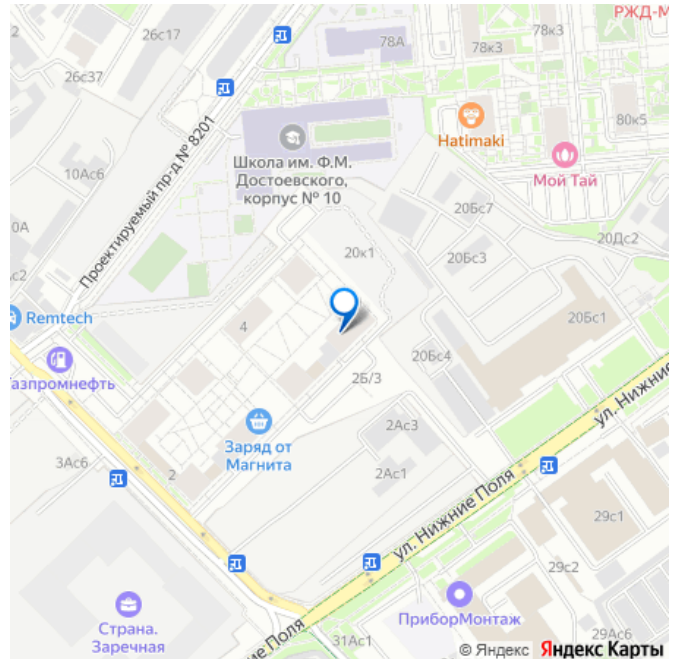 РЖД-М
26с17
78А
78к3
78к3
26с37
80к5
Hatimaki
Проектируемый пр-д № 8201
Школа им. Ф.М.
Достоевского,
корпус № 10
10Ас6
Мой Тай
0А
20Бс7
20Дс2
20к1
20Бс3
с2
Remtech
4
20Бс1
20Бс4
азпромнефть
2Б/3
ул. Нижние
Заряд от
Магнита
2Ас3
3Ас6
2
2Ас1
ул. Нижние Поля
29с1
29с2
Страна.
Заречная
ПриборМонтаж
Нижние Поля
31Ас1
29Ас6
© Яндекс Яндекс Карты